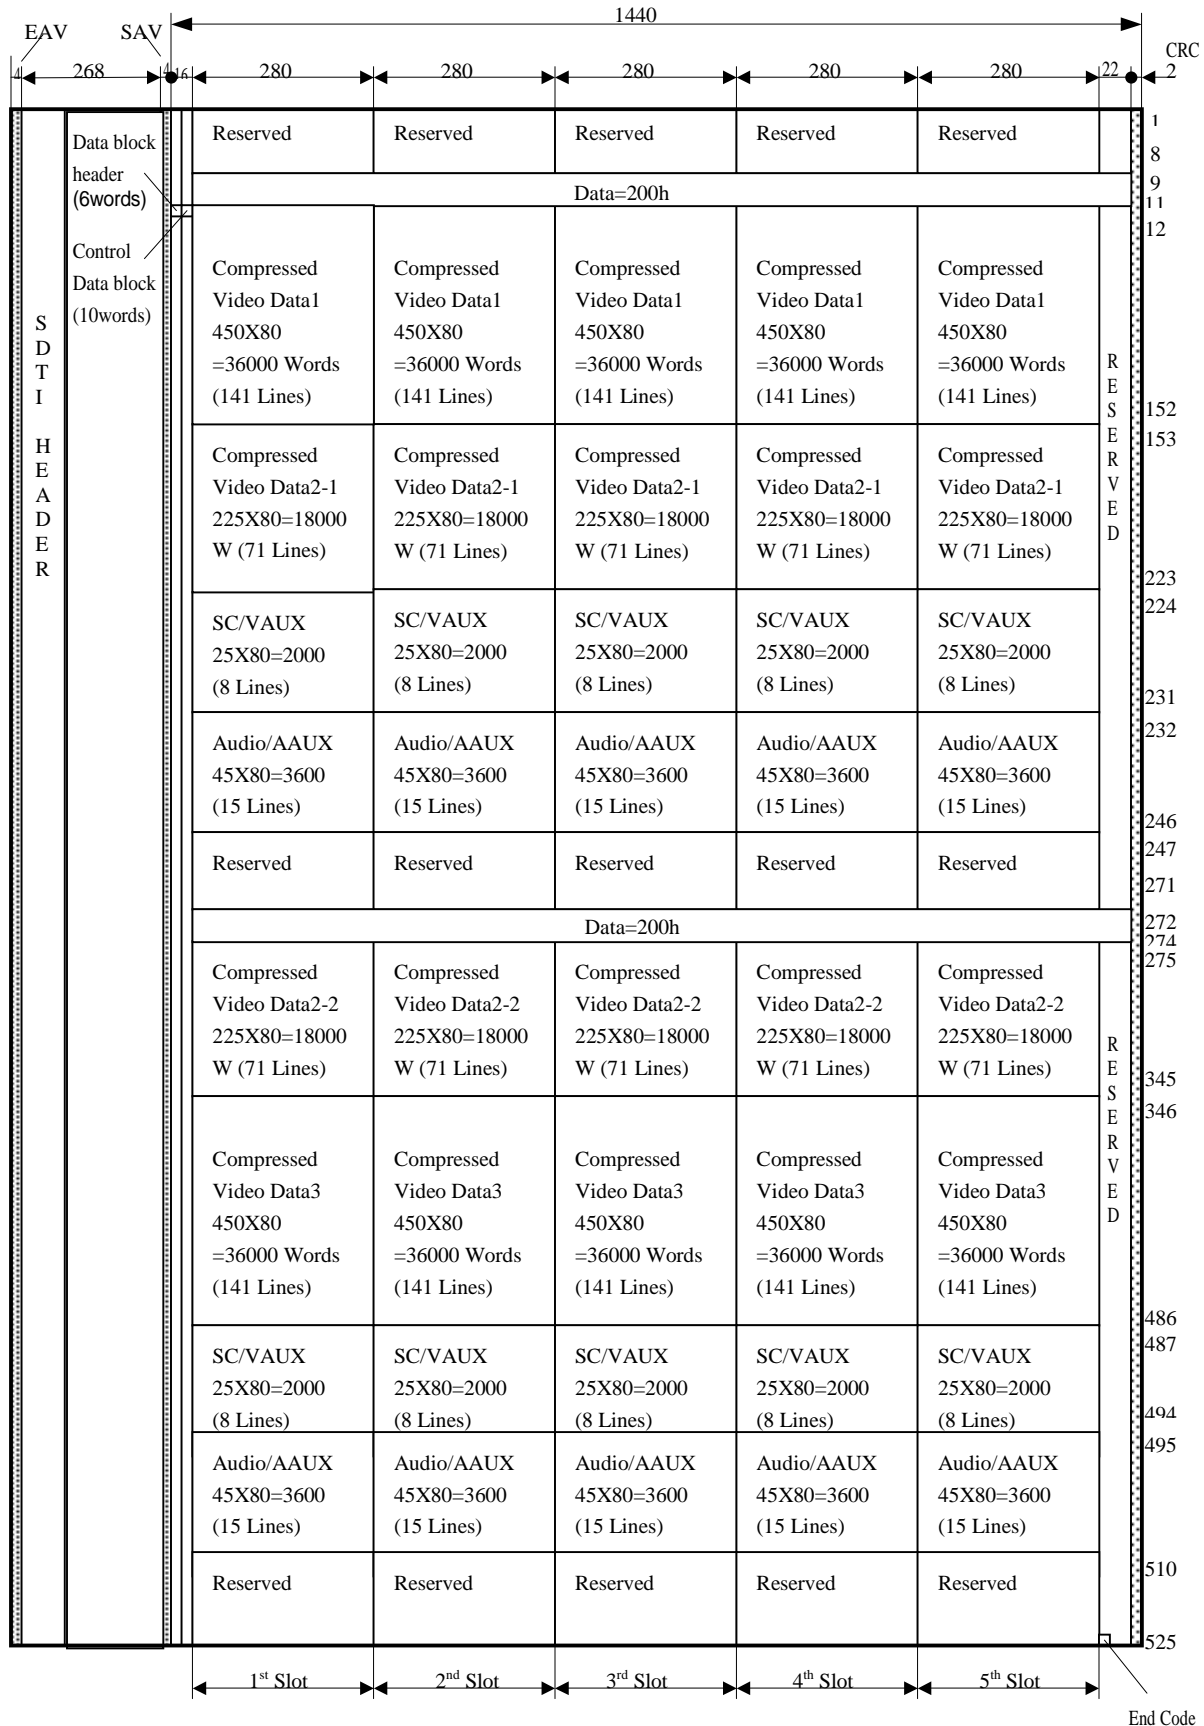 1440
EAV SAV CRC
4 268 4 16 280 280 280 280 280 22 2
Data block
header
(6words)
Control
Data block
(10words)
SDTI HEADER
Reserved Reserved Reserved Reserved Reserved
1
8
Data=200h
9
11
12
Compressed Compressed Compressed Compressed Compressed
Video Data1 Video Data1 Video Data1 Video Data1 Video Data1
450X80 450X80 450X80 450X80 450X80
=36000 Words =36000 Words =36000 Words =36000 Words =36000 Words
(141 Lines) (141 Lines) (141 Lines) (141 Lines) (141 Lines)
RESERVED
152
153
Compressed Compressed Compressed Compressed Compressed
Video Data2-1 Video Data2-1 Video Data2-1 Video Data2-1 Video Data2-1
225X80=18000 225X80=18000 225X80=18000 225X80=18000 225X80=18000
W (71 Lines) W (71 Lines) W (71 Lines) W (71 Lines) W (71 Lines)
223
224
SC/VAUX SC/VAUX SC/VAUX SC/VAUX SC/VAUX
25X80=2000 25X80=2000 25X80=2000 25X80=2000 25X80=2000
(8 Lines) (8 Lines) (8 Lines) (8 Lines) (8 Lines)
231
232
Audio/AAUX Audio/AAUX Audio/AAUX Audio/AAUX Audio/AAUX
45X80=3600 45X80=3600 45X80=3600 45X80=3600 45X80=3600
(15 Lines) (15 Lines) (15 Lines) (15 Lines) (15 Lines)
246
247
Reserved Reserved Reserved Reserved Reserved
271
Data=200h
272
274
275
Compressed Compressed Compressed Compressed Compressed
Video Data2-2 Video Data2-2 Video Data2-2 Video Data2-2 Video Data2-2
225X80=18000 225X80=18000 225X80=18000 225X80=18000 225X80=18000
W (71 Lines) W (71 Lines) W (71 Lines) W (71 Lines) W (71 Lines)
RESERVED
345
346
Compressed Compressed Compressed Compressed Compressed
Video Data3 Video Data3 Video Data3 Video Data3 Video Data3
450X80 450X80 450X80 450X80 450X80
=36000 Words =36000 Words =36000 Words =36000 Words =36000 Words
(141 Lines) (141 Lines) (141 Lines) (141 Lines) (141 Lines)
486
487
SC/VAUX SC/VAUX SC/VAUX SC/VAUX SC/VAUX
25X80=2000 25X80=2000 25X80=2000 25X80=2000 25X80=2000
(8 Lines) (8 Lines) (8 Lines) (8 Lines) (8 Lines)
494
495
Audio/AAUX Audio/AAUX Audio/AAUX Audio/AAUX Audio/AAUX
45X80=3600 45X80=3600 45X80=3600 45X80=3600 45X80=3600
(15 Lines) (15 Lines) (15 Lines) (15 Lines) (15 Lines)
510
Reserved Reserved Reserved Reserved Reserved
525
1st Slot 2nd Slot 3rd Slot 4th Slot 5th Slot
End Code